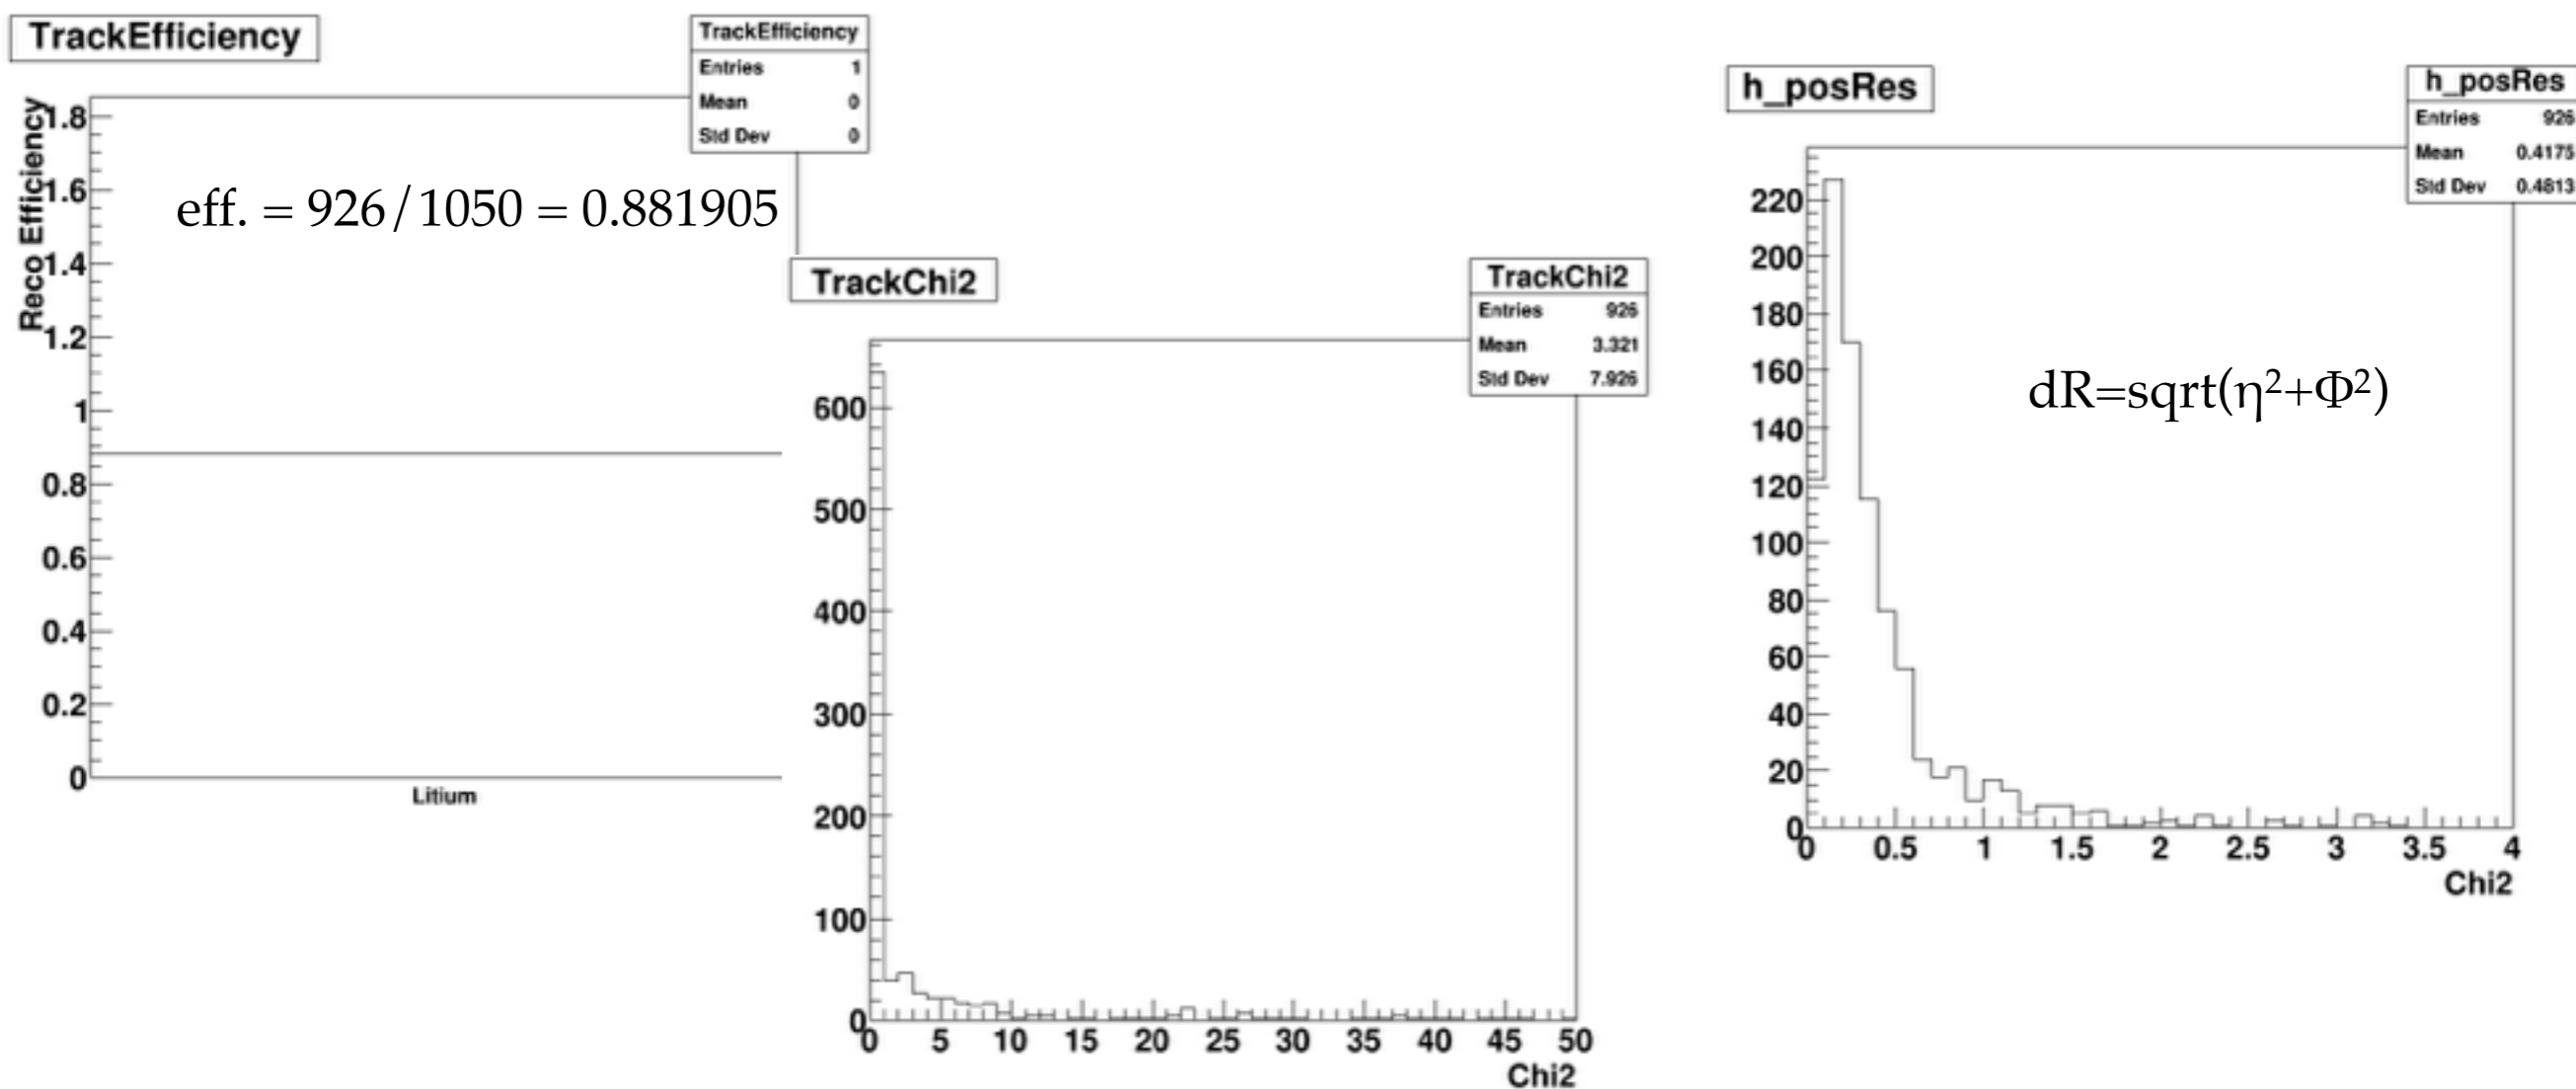 TrackEfficiency
TrackEfficiency
Entries 1
Mean 0
Std Dev 0
Reco Efficiency
1.8
1.6
1.4
1.2
1
0.8
0.6
0.4
0.2
0
Litium
eff. = 926/1050 = 0.881905
TrackChi2
TrackChi2
Entries 926
Mean 3.321
Std Dev 7.926
600
500
400
300
200
100
0
0 5 10 15 20 25 30 35 40 45 50
Chi2
h_posRes
h_posRes
Entries 926
Mean 0.4175
Std Dev 0.4813
220
200
180
160
140
120
100
80
60
40
20
0
0 0.5 1 1.5 2 2.5 3 3.5 4
Chi2
dR=sqrt(η²+Φ²)